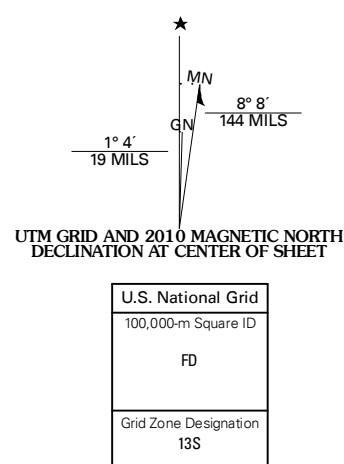 ★
MN
GN
8° 8´
144 MILS
1° 4´
19 MILS
UTM GRID AND 2010 MAGNETIC NORTH
DECLINATION AT CENTER OF SHEET
U.S. National Grid
100,000-m Square ID
FD
Grid Zone Designation
13S